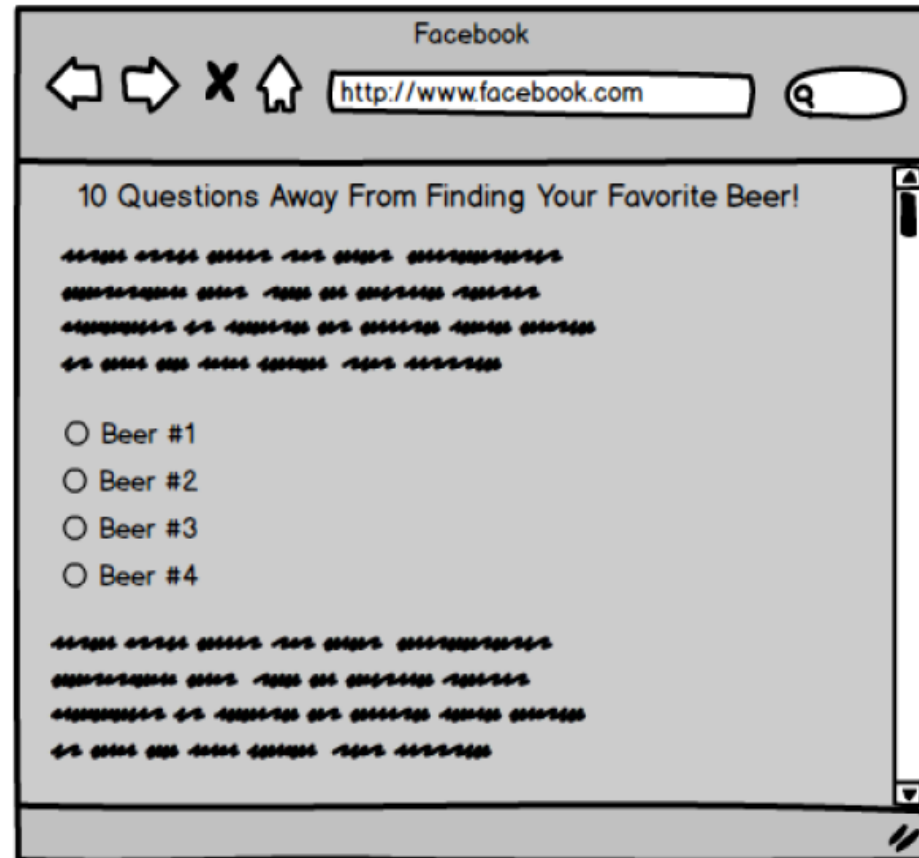 Facebook
http://www.facebook.com
10 Questions Away From Finding Your Favorite Beer!
Beer #1
Beer #2
Beer #3
Beer #4